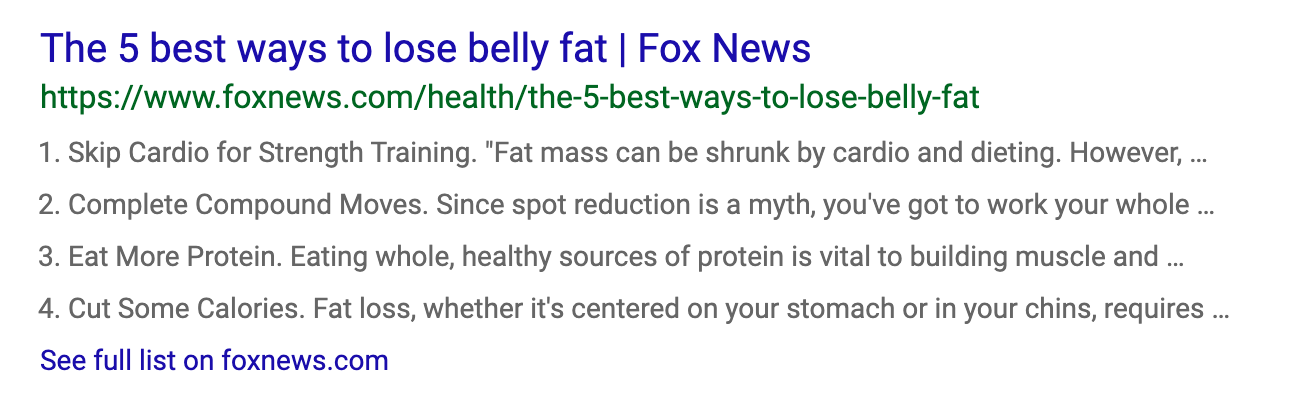 The 5 best ways to lose belly fat | Fox News
https://www.foxnews.com/health/the-5-best-ways-to-lose-belly-fat
1. Skip Cardio for Strength Training. "Fat mass can be shrunk by cardio and dieting. However, ...
2. Complete Compound Moves. Since spot reduction is a myth, you've got to work your whole ...
3. Eat More Protein. Eating whole, healthy sources of protein is vital to building muscle and ...
4. Cut Some Calories. Fat loss, whether it's centered on your stomach or in your chins, requires ...
See full list on foxnews.com